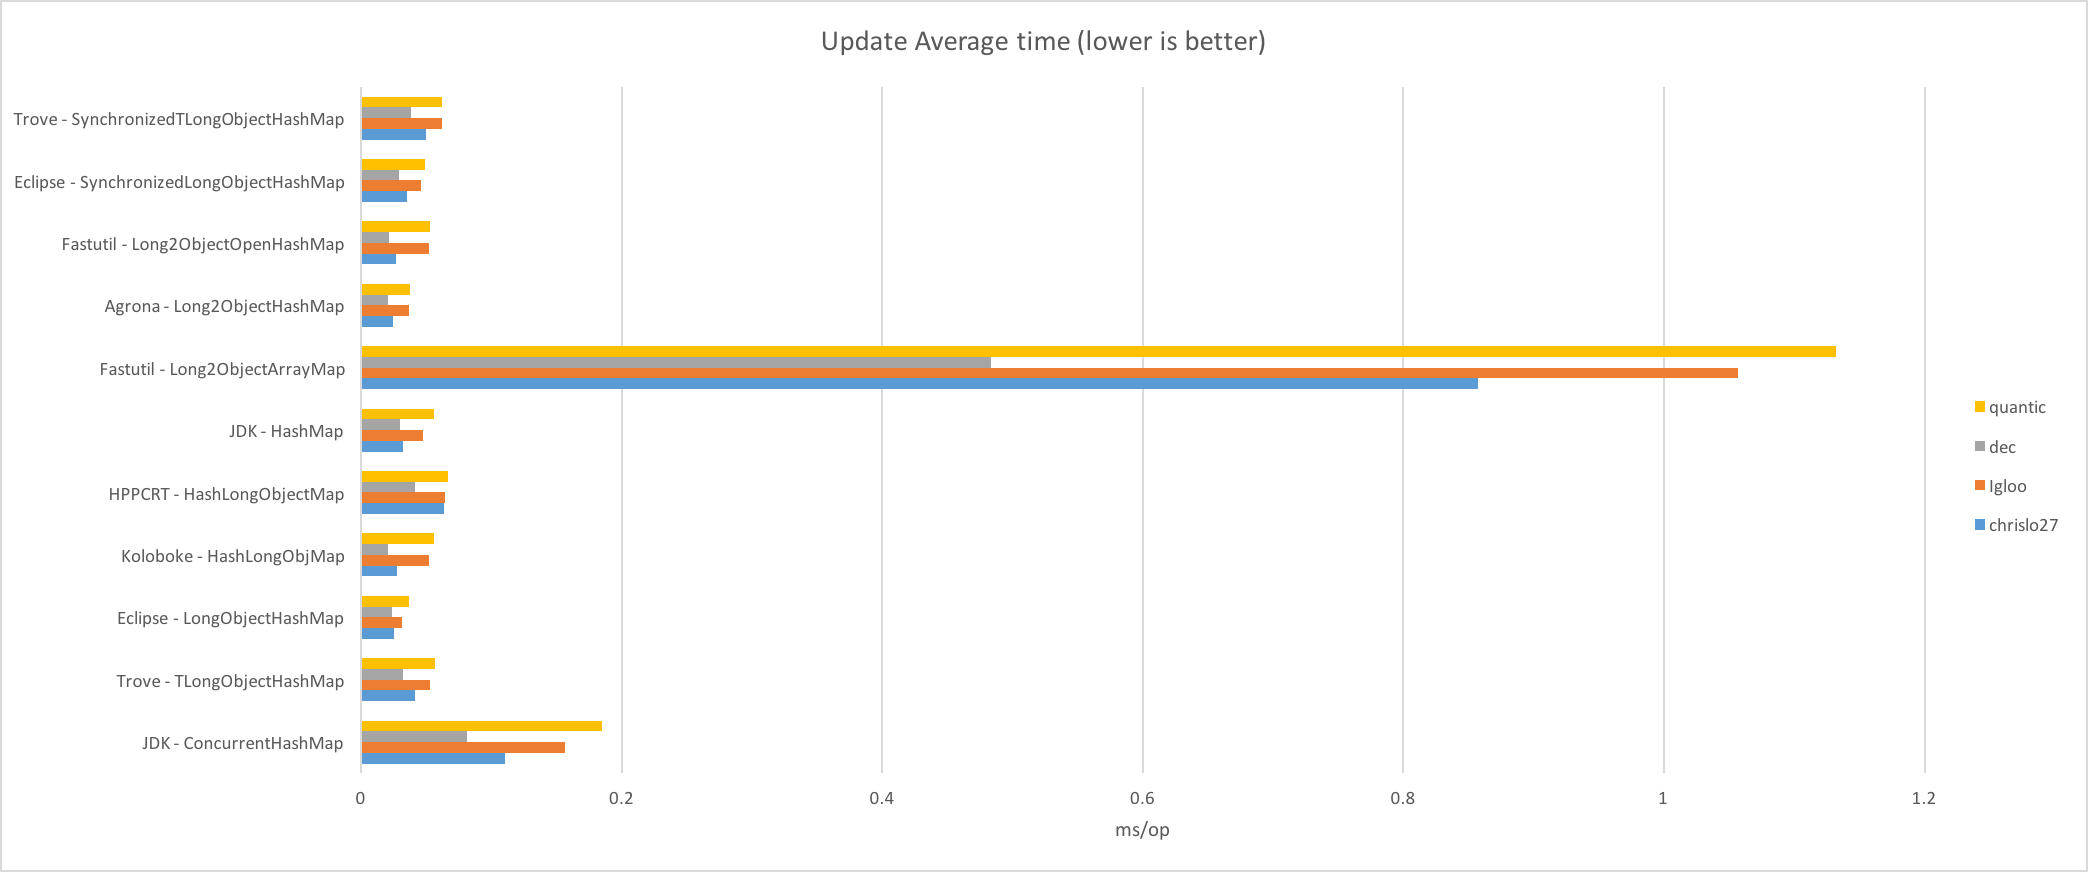 Update Average time (lower is better)
Trove - SynchronizedTLongObjectHashMap
Eclipse - SynchronizedLongObjectHashMap
Fastutil - Long2ObjectOpenHashMap
Agrona - Long2ObjectHashMap
Fastutil - Long2ObjectArrayMap
JDK - HashMap
HPPCRT - HashLongObjectMap
Koloboke - HashLongObjMap
Eclipse - LongObjectHashMap
Trove - TLongObjectHashMap
JDK - ConcurrentHashMap
0 0.2 0.4 0.6 0.8 1 1.2
ms/op
quantic
dec
Igloo
chrislo27